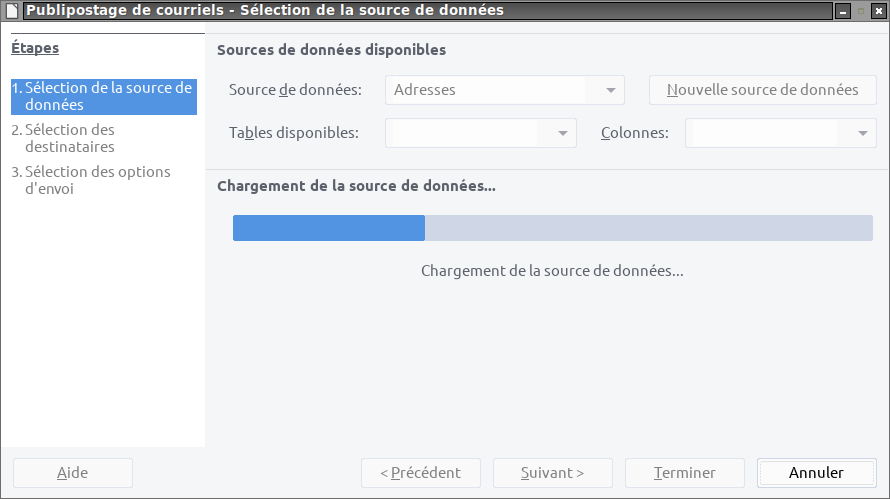 Publipostage de courriels - Sélection de la source de données
Étapes
1. Sélection de la source de
données
2. Sélection des
destinataires
3. Sélection des options
d'envoi
Sources de données disponibles
Source de données: Adresses Nouvelle source de données
Tables disponibles: Colonnes:
Chargement de la source de données...
Chargement de la source de données...
Aide < Précédent Suivant > Terminer Annuler